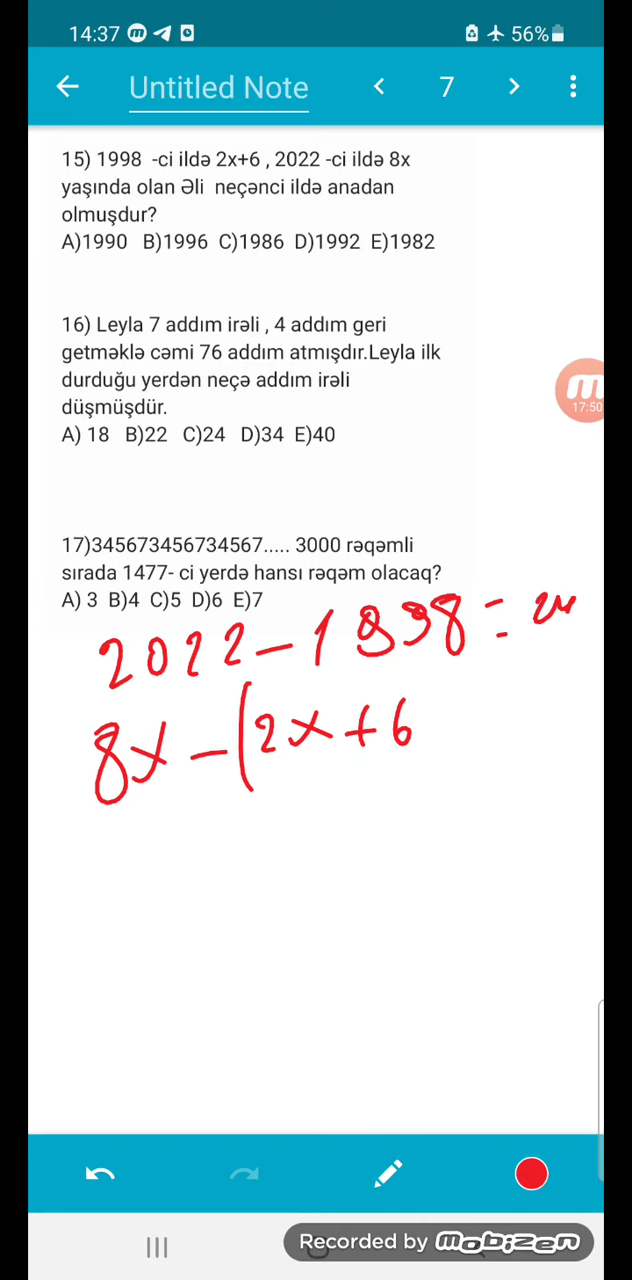 14:37
56%
Untitled Note
7
15) 1998 -ci ildə 2x+6 , 2022 -ci ildə 8x
yaşında olan Əli neçənci ildə anadan
olmuşdur?
A)1990 B)1996 C)1986 D)1992 E)1982
16) Leyla 7 addım irəli , 4 addım geri
getməklə cəmi 76 addım atmışdır.Leyla ilk
durduğu yerdən neçə addım irəli
düşmüşdür.
A) 18 B)22 C)24 D)34 E)40
17:50
17)345673456734567..... 3000 rəqəmli
sırada 1477- ci yerdə hansı rəqəm olacaq?
A) 3 B)4 C)5 D)6 E)7
2022-1998=24
8x-(2x+6
Recorded by mobizen